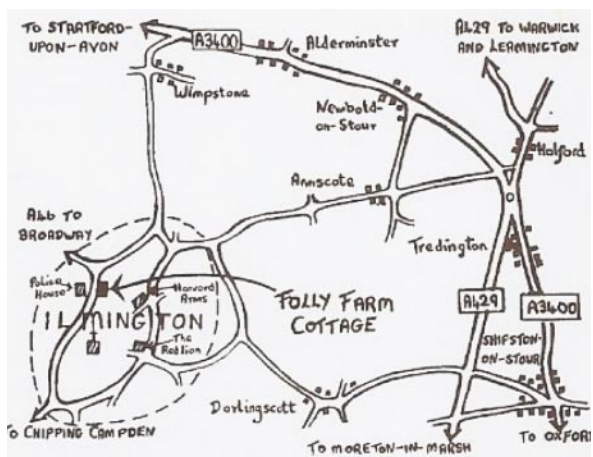 TO STARTFORD-
UPON-AVON
A3400
Alderminster
A429 TO WARWICK
AND LEAMINGTON
Wimpstone
Newbold-
on-Stour
Halford
Armscote
A46 TO
BROADWAY
Tredington
Police
House
Howard
Arms
ILMINGTON
FOLLY FARM
COTTAGE
A429
A3400
The
Red Lion
SHIPSTON-
ON-STOUR
Darlingscott
TO CHIPPING CAMPDEN
TO MORETON-IN-MARSH
TO OXFORD